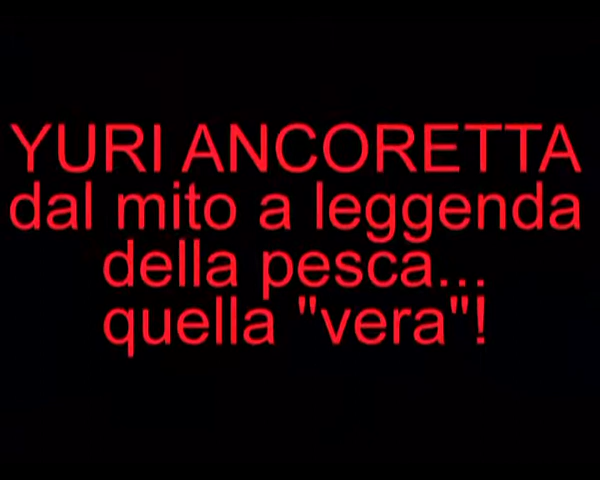 YURI ANCORETTA
dal mito a leggenda
della pesca...
quella "vera"!